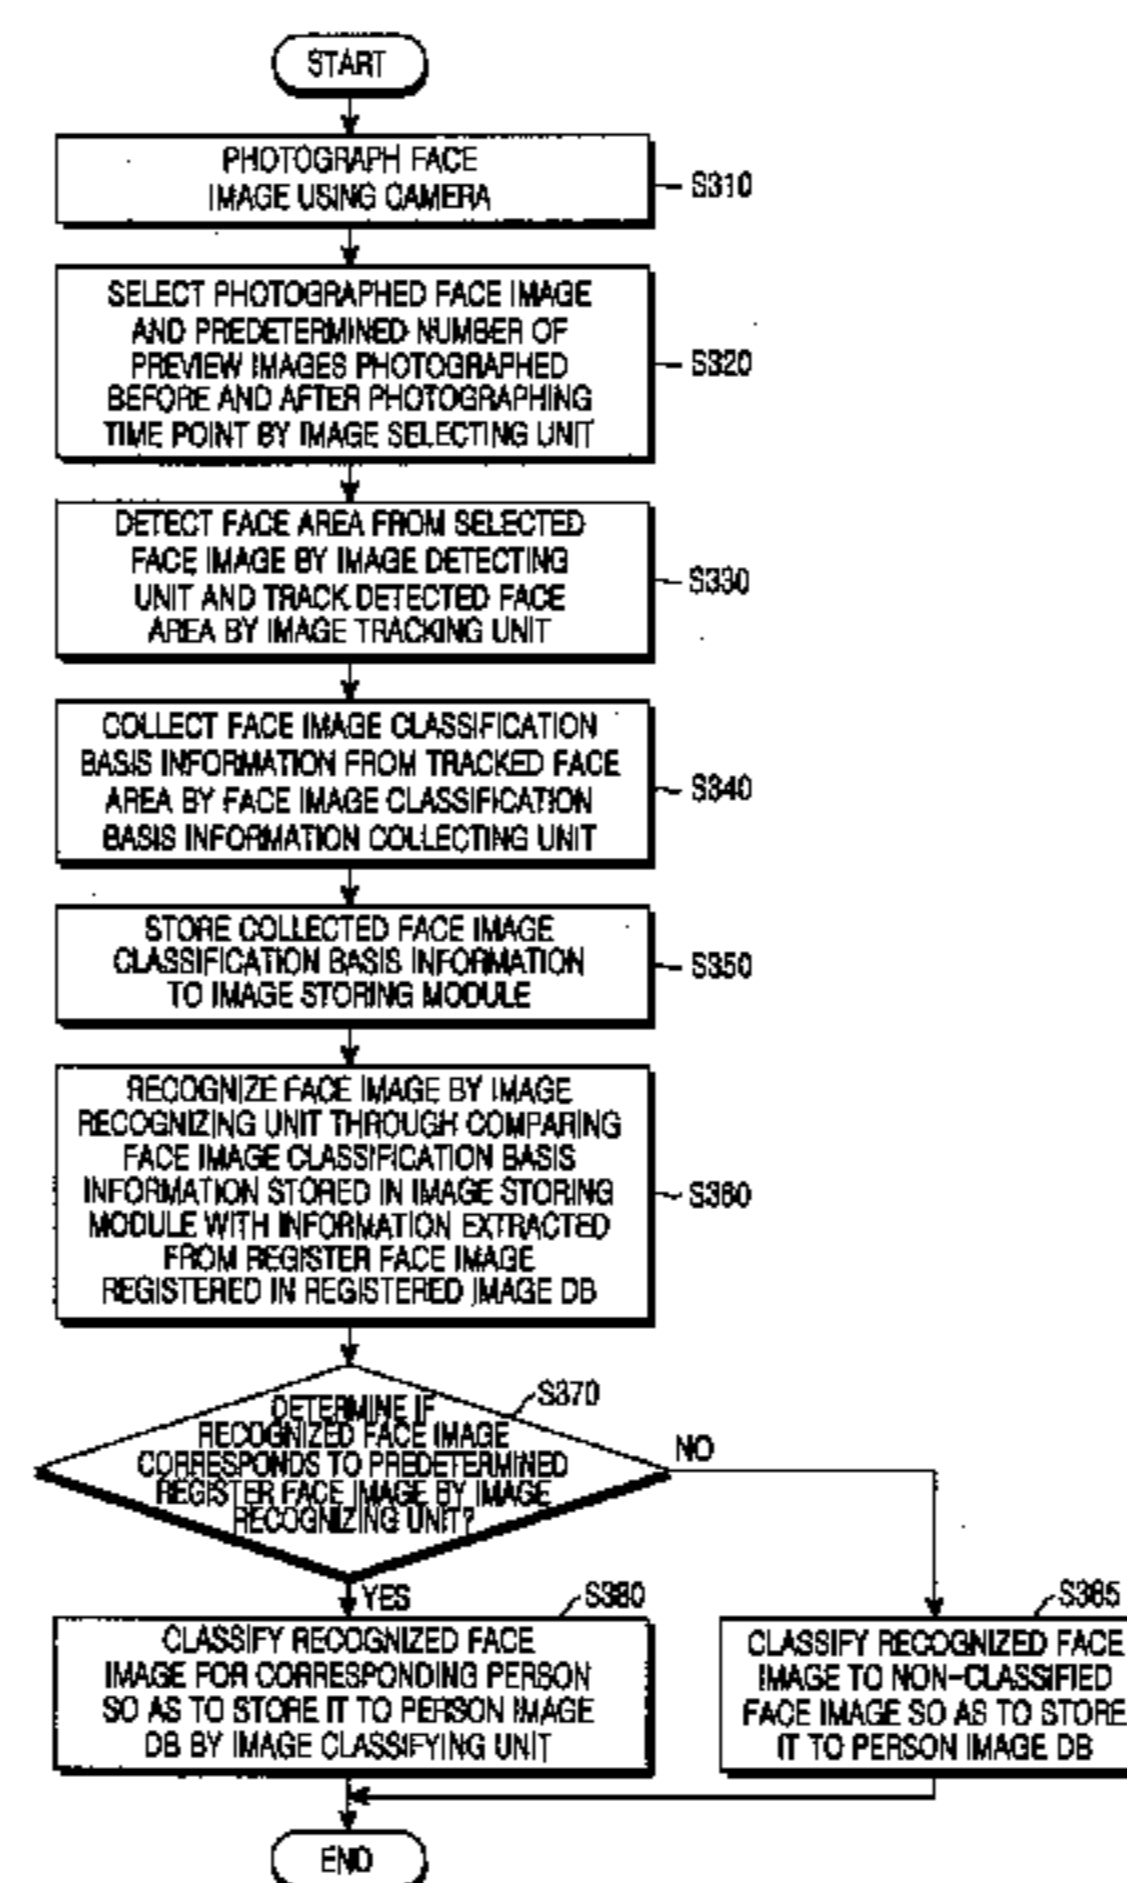 START
PHOTOGRAPH FACE
IMAGE USING CAMERA
S310
SELECT PHOTOGRAPHED FACE IMAGE
AND PREDETERMINED NUMBER OF
PREVIEW IMAGES PHOTOGRAPHED
BEFORE AND AFTER PHOTOGRAPHING
TIME POINT BY IMAGE SELECTING UNIT
S320
DETECT FACE AREA FROM SELECTED
FACE IMAGE BY IMAGE DETECTING
UNIT AND TRACK DETECTED FACE
AREA BY IMAGE TRACKING UNIT
S330
COLLECT FACE IMAGE CLASSIFICATION
BASIS INFORMATION FROM TRACKED FACE
AREA BY FACE IMAGE CLASSIFICATION
BASIS INFORMATION COLLECTING UNIT
S340
STORE COLLECTED FACE IMAGE
CLASSIFICATION BASIS INFORMATION
TO IMAGE STORING MODULE
S350
RECOGNIZE FACE IMAGE BY IMAGE
RECOGNIZING UNIT THROUGH COMPARING
FACE IMAGE CLASSIFICATION BASIS
INFORMATION STORED IN IMAGE STORING
MODULE WITH INFORMATION EXTRACTED
FROM REGISTER FACE IMAGE
REGISTERED IN REGISTERED IMAGE DB
S360
S370
DETERMINE IF
RECOGNIZED FACE IMAGE
CORRESPONDS TO PREDETERMINED
REGISTER FACE IMAGE BY IMAGE
RECOGNIZING UNIT?
NO
YES
S380
CLASSIFY RECOGNIZED FACE
IMAGE FOR CORRESPONDING PERSON
SO AS TO STORE IT TO PERSON IMAGE
DB BY IMAGE CLASSIFYING UNIT
S385
CLASSIFY RECOGNIZED FACE
IMAGE TO NON-CLASSIFIED
FACE IMAGE SO AS TO STORE
IT TO PERSON IMAGE DB
END